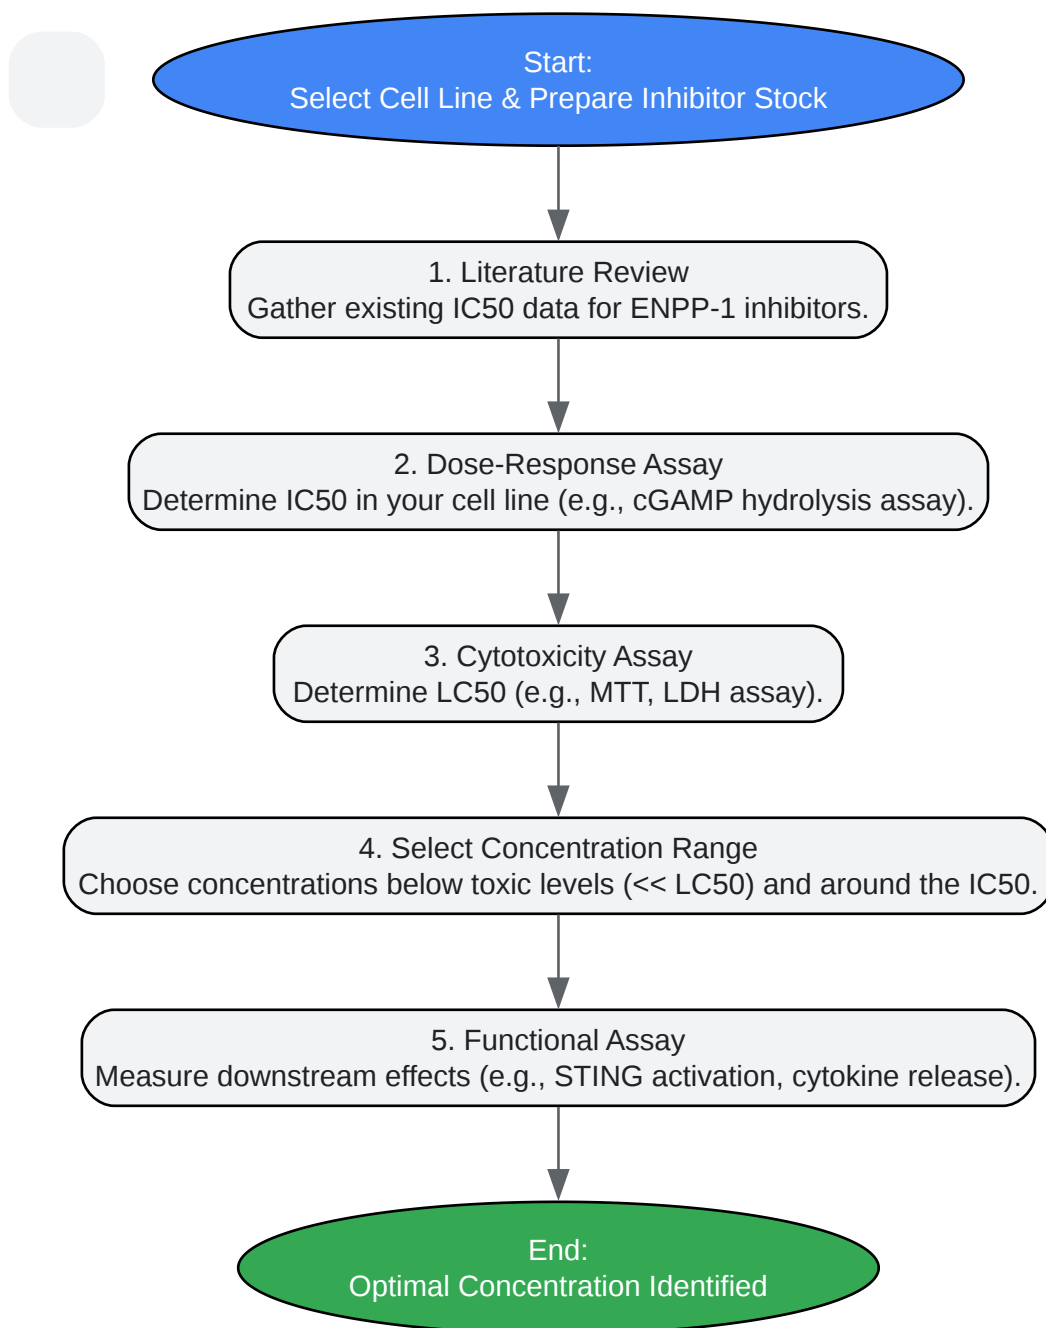 Start:
Select Cell Line & Prepare Inhibitor Stock
1. Literature Review
Gather existing IC50 data for ENPP-1 inhibitors.
2. Dose-Response Assay
Determine IC50 in your cell line (e.g., cGAMP hydrolysis assay).
3. Cytotoxicity Assay
Determine LC50 (e.g., MTT, LDH assay).
4. Select Concentration Range
Choose concentrations below toxic levels (<< LC50) and around the IC50.
5. Functional Assay
Measure downstream effects (e.g., STING activation, cytokine release).
End:
Optimal Concentration Identified